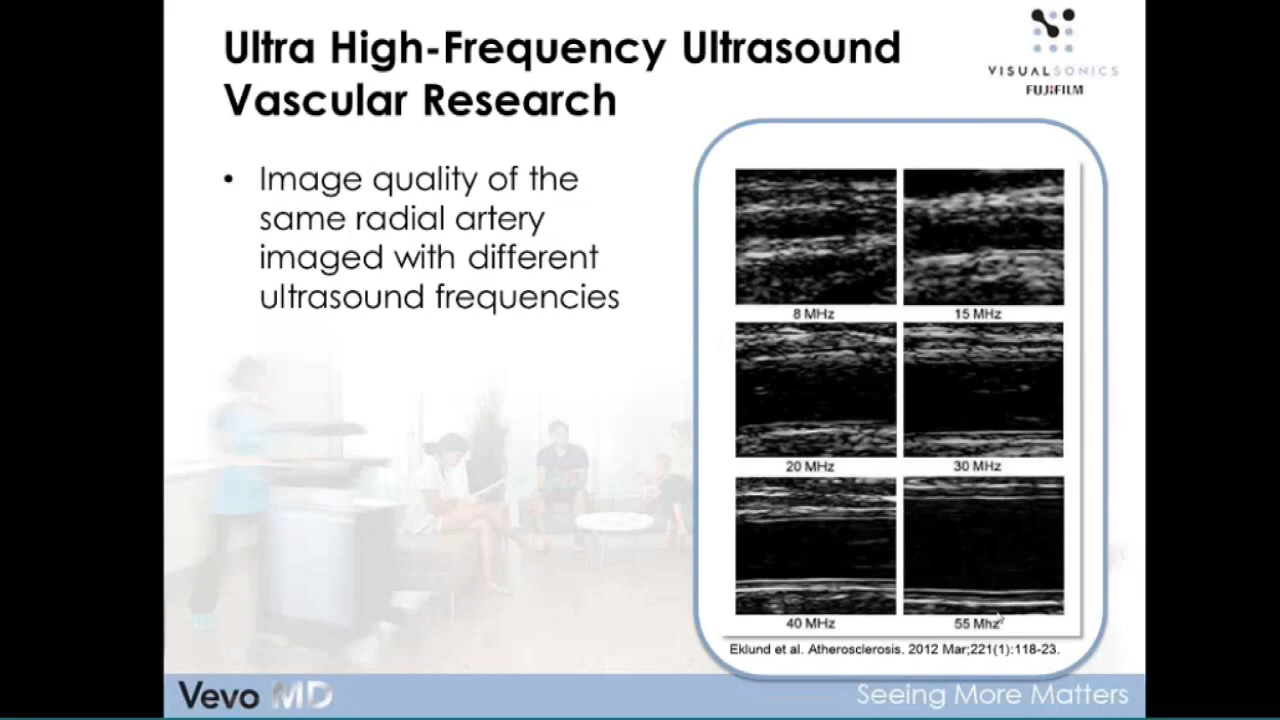 Ultra High-Frequency Ultrasound
Vascular Research
VISUALSONICS
FUJIFILM
• Image quality of the
same radial artery
imaged with different
ultrasound frequencies
8 MHz
15 MHz
20 MHz
30 MHz
40 MHz
55 Mhz
Eklund et al. Atherosclerosis. 2012 Mar;221(1):118-23.
Vevo MD
Seeing More Matters